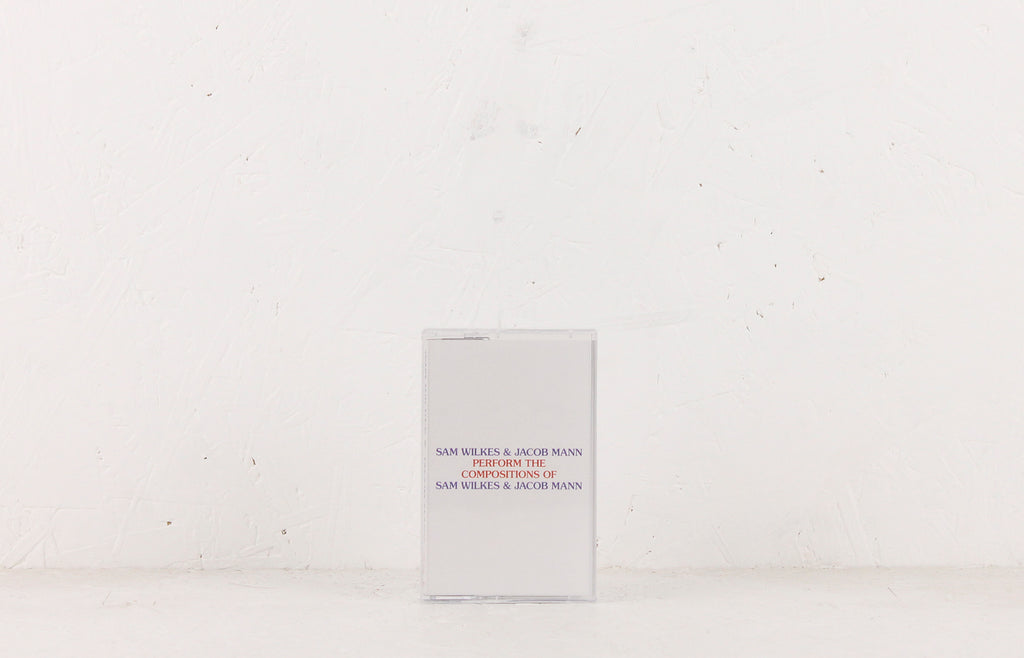 SAM WILKES & JACOB MANN
PERFORM THE
COMPOSITIONS OF
SAM WILKES & JACOB MANN